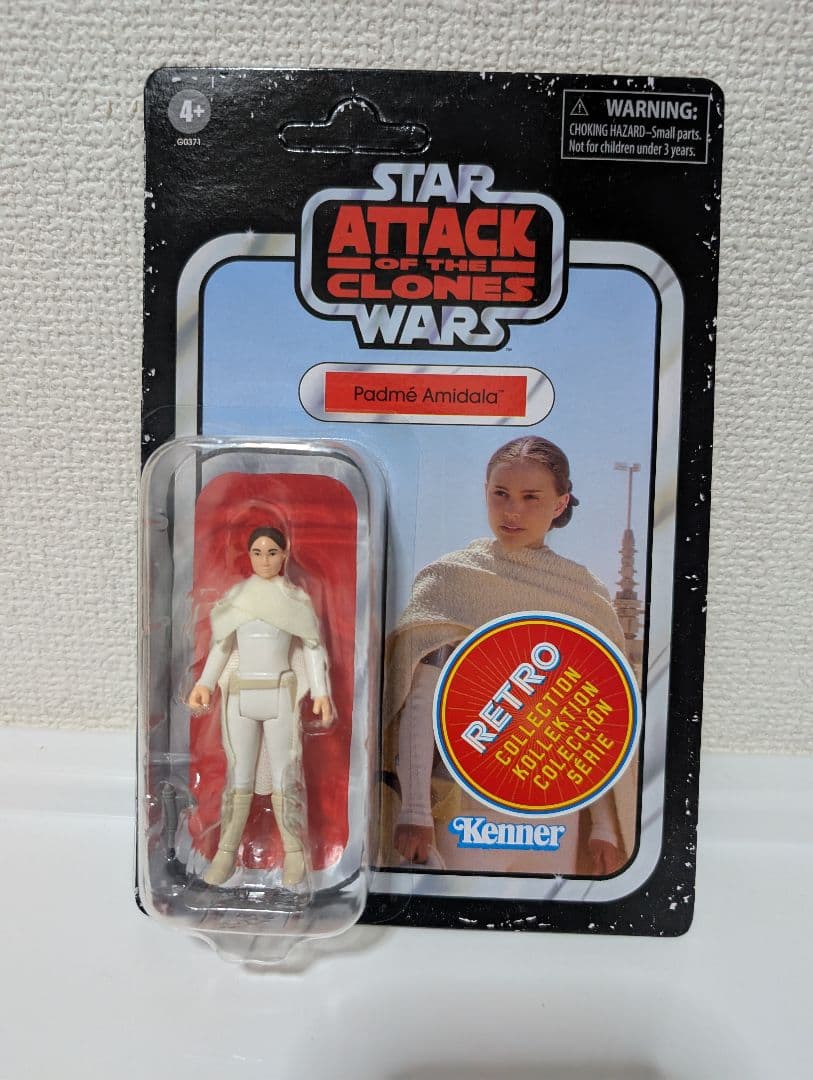 4+
G0371
WARNING:
CHOKING HAZARD–Small parts.
Not for children under 3 years.
STAR
ATTACK
OF THE
CLONES
WARS
Padmé Amidala™
RETRO
COLLECTION
KOLLEKTION
COLECCIÓN
SÉRIE
Kenner